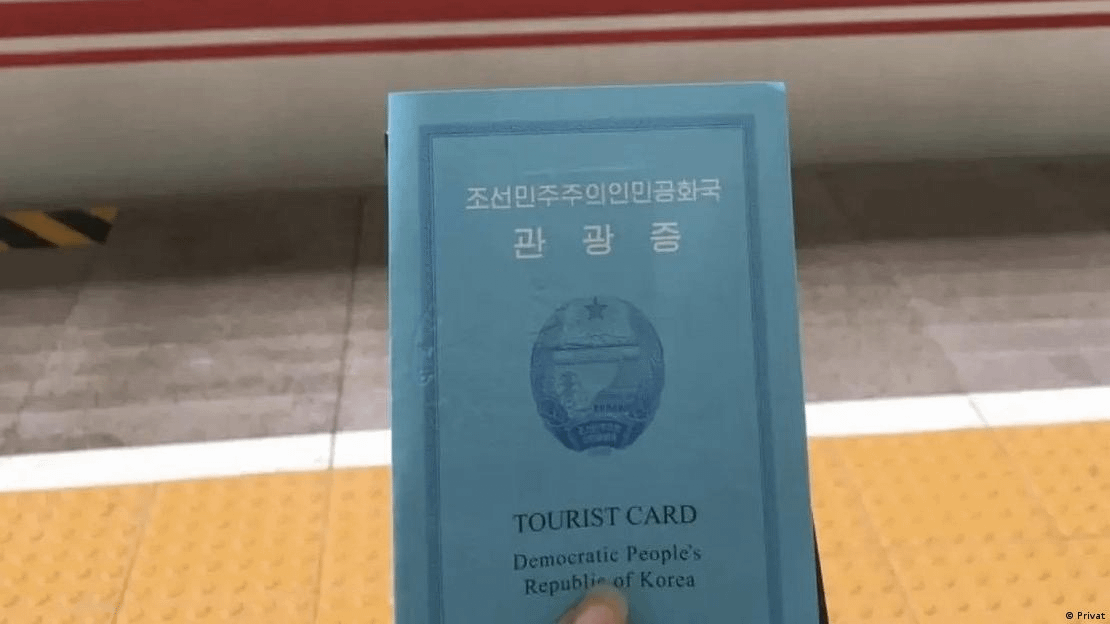 조선민주주의인민공화국
관 광 증
TOURIST CARD
Democratic People's
Republic of Korea
© Privat